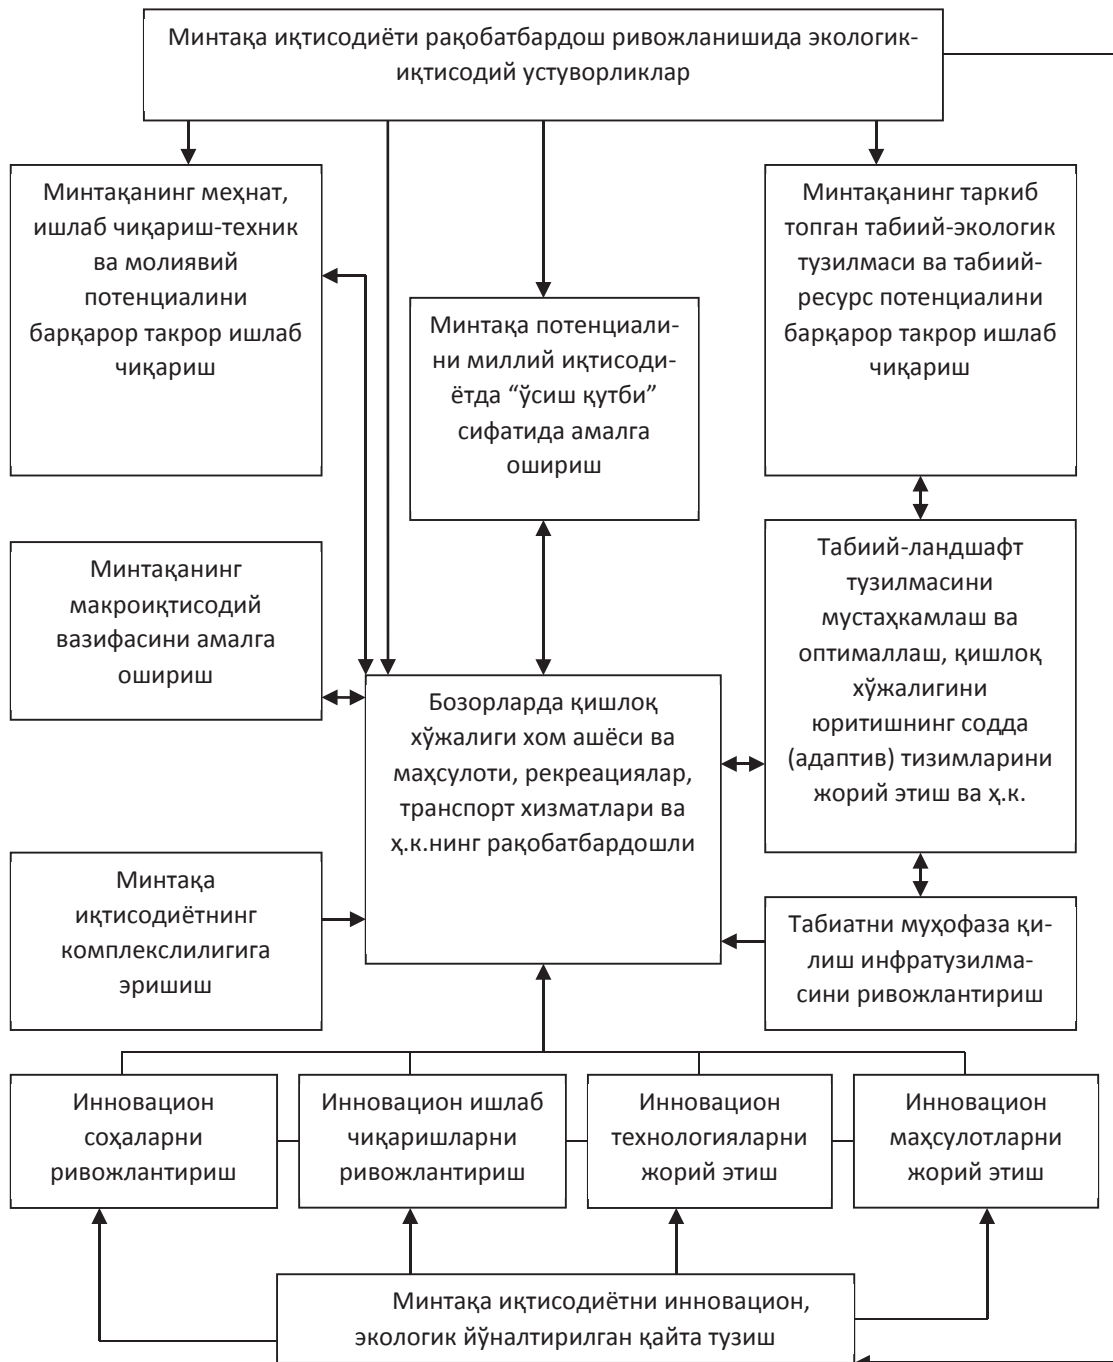 Минтақа иқтисодиёти рақобатбардош ривожланишида экологик-
иқтисодий устуворликлар
Минтақанинг меҳнат,
ишлаб чиқариш-техник
ва молиявий
потенциалини
барқарор такрор ишлаб
чиқариш
Минтақа потенциали-
ни миллий иқтисоди-
ётда “ўсиш қутби”
сифатида амалга
ошириш
Минтақанинг таркиб
топган табиий-экологик
тузилмаси ва табиий-
ресурс потенциалини
барқарор такрор ишлаб
чиқариш
Минтақанинг
макроиқтисодий
вазифасини амалга
ошириш
Табиий-ландшафт
тузилмасини
мустаҳкамлаш ва
оптималлаш, қишлоқ
хўжалигини
юритишнинг содда
(адаптив) тизимларини
жорий этиш ва ҳ.к.
Бозорларда қишлоқ
хўжалиги хом ашёси ва
маҳсулоти, рекреациялар,
транспорт хизматлари ва
ҳ.к.нинг рақобатбардошли
Минтақа
иқтисодиётнинг
комплекслилигига
эришиш
Табиатни муҳофаза қи-
лиш инфратузилма-
сини ривожлантириш
Инновацион
соҳаларни
ривожлантириш
Инновацион ишлаб
чиқаришларни
ривожлантириш
Инновацион
технологияларни
жорий этиш
Инновацион
маҳсулотларни
жорий этиш
Минтақа иқтисодиётни инновацион,
экологик йўналтирилган қайта тузиш